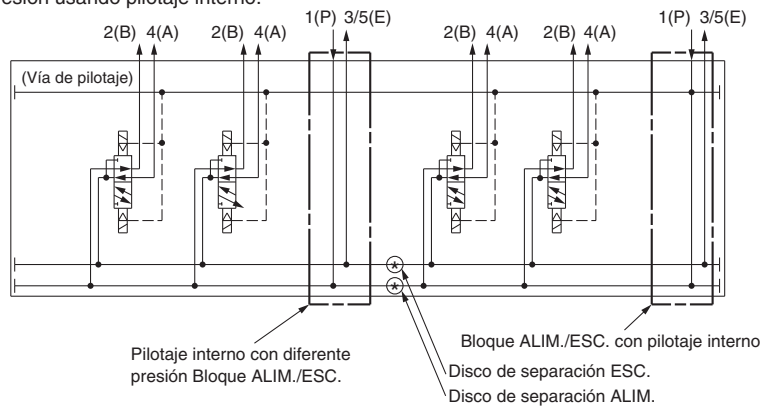 presión usando pilotaje interno.
1(P) 3/5(E) 1(P) 3/5(E)
2(B) 4(A) 2(B) 4(A) 2(B) 4(A) 2(B) 4(A)
(Vía de pilotaje)
* 
*
Pilotaje interno con diferente
presión Bloque ALIM./ESC.
Bloque ALIM./ESC. con pilotaje interno
Disco de separación ESC.
Disco de separación ALIM.